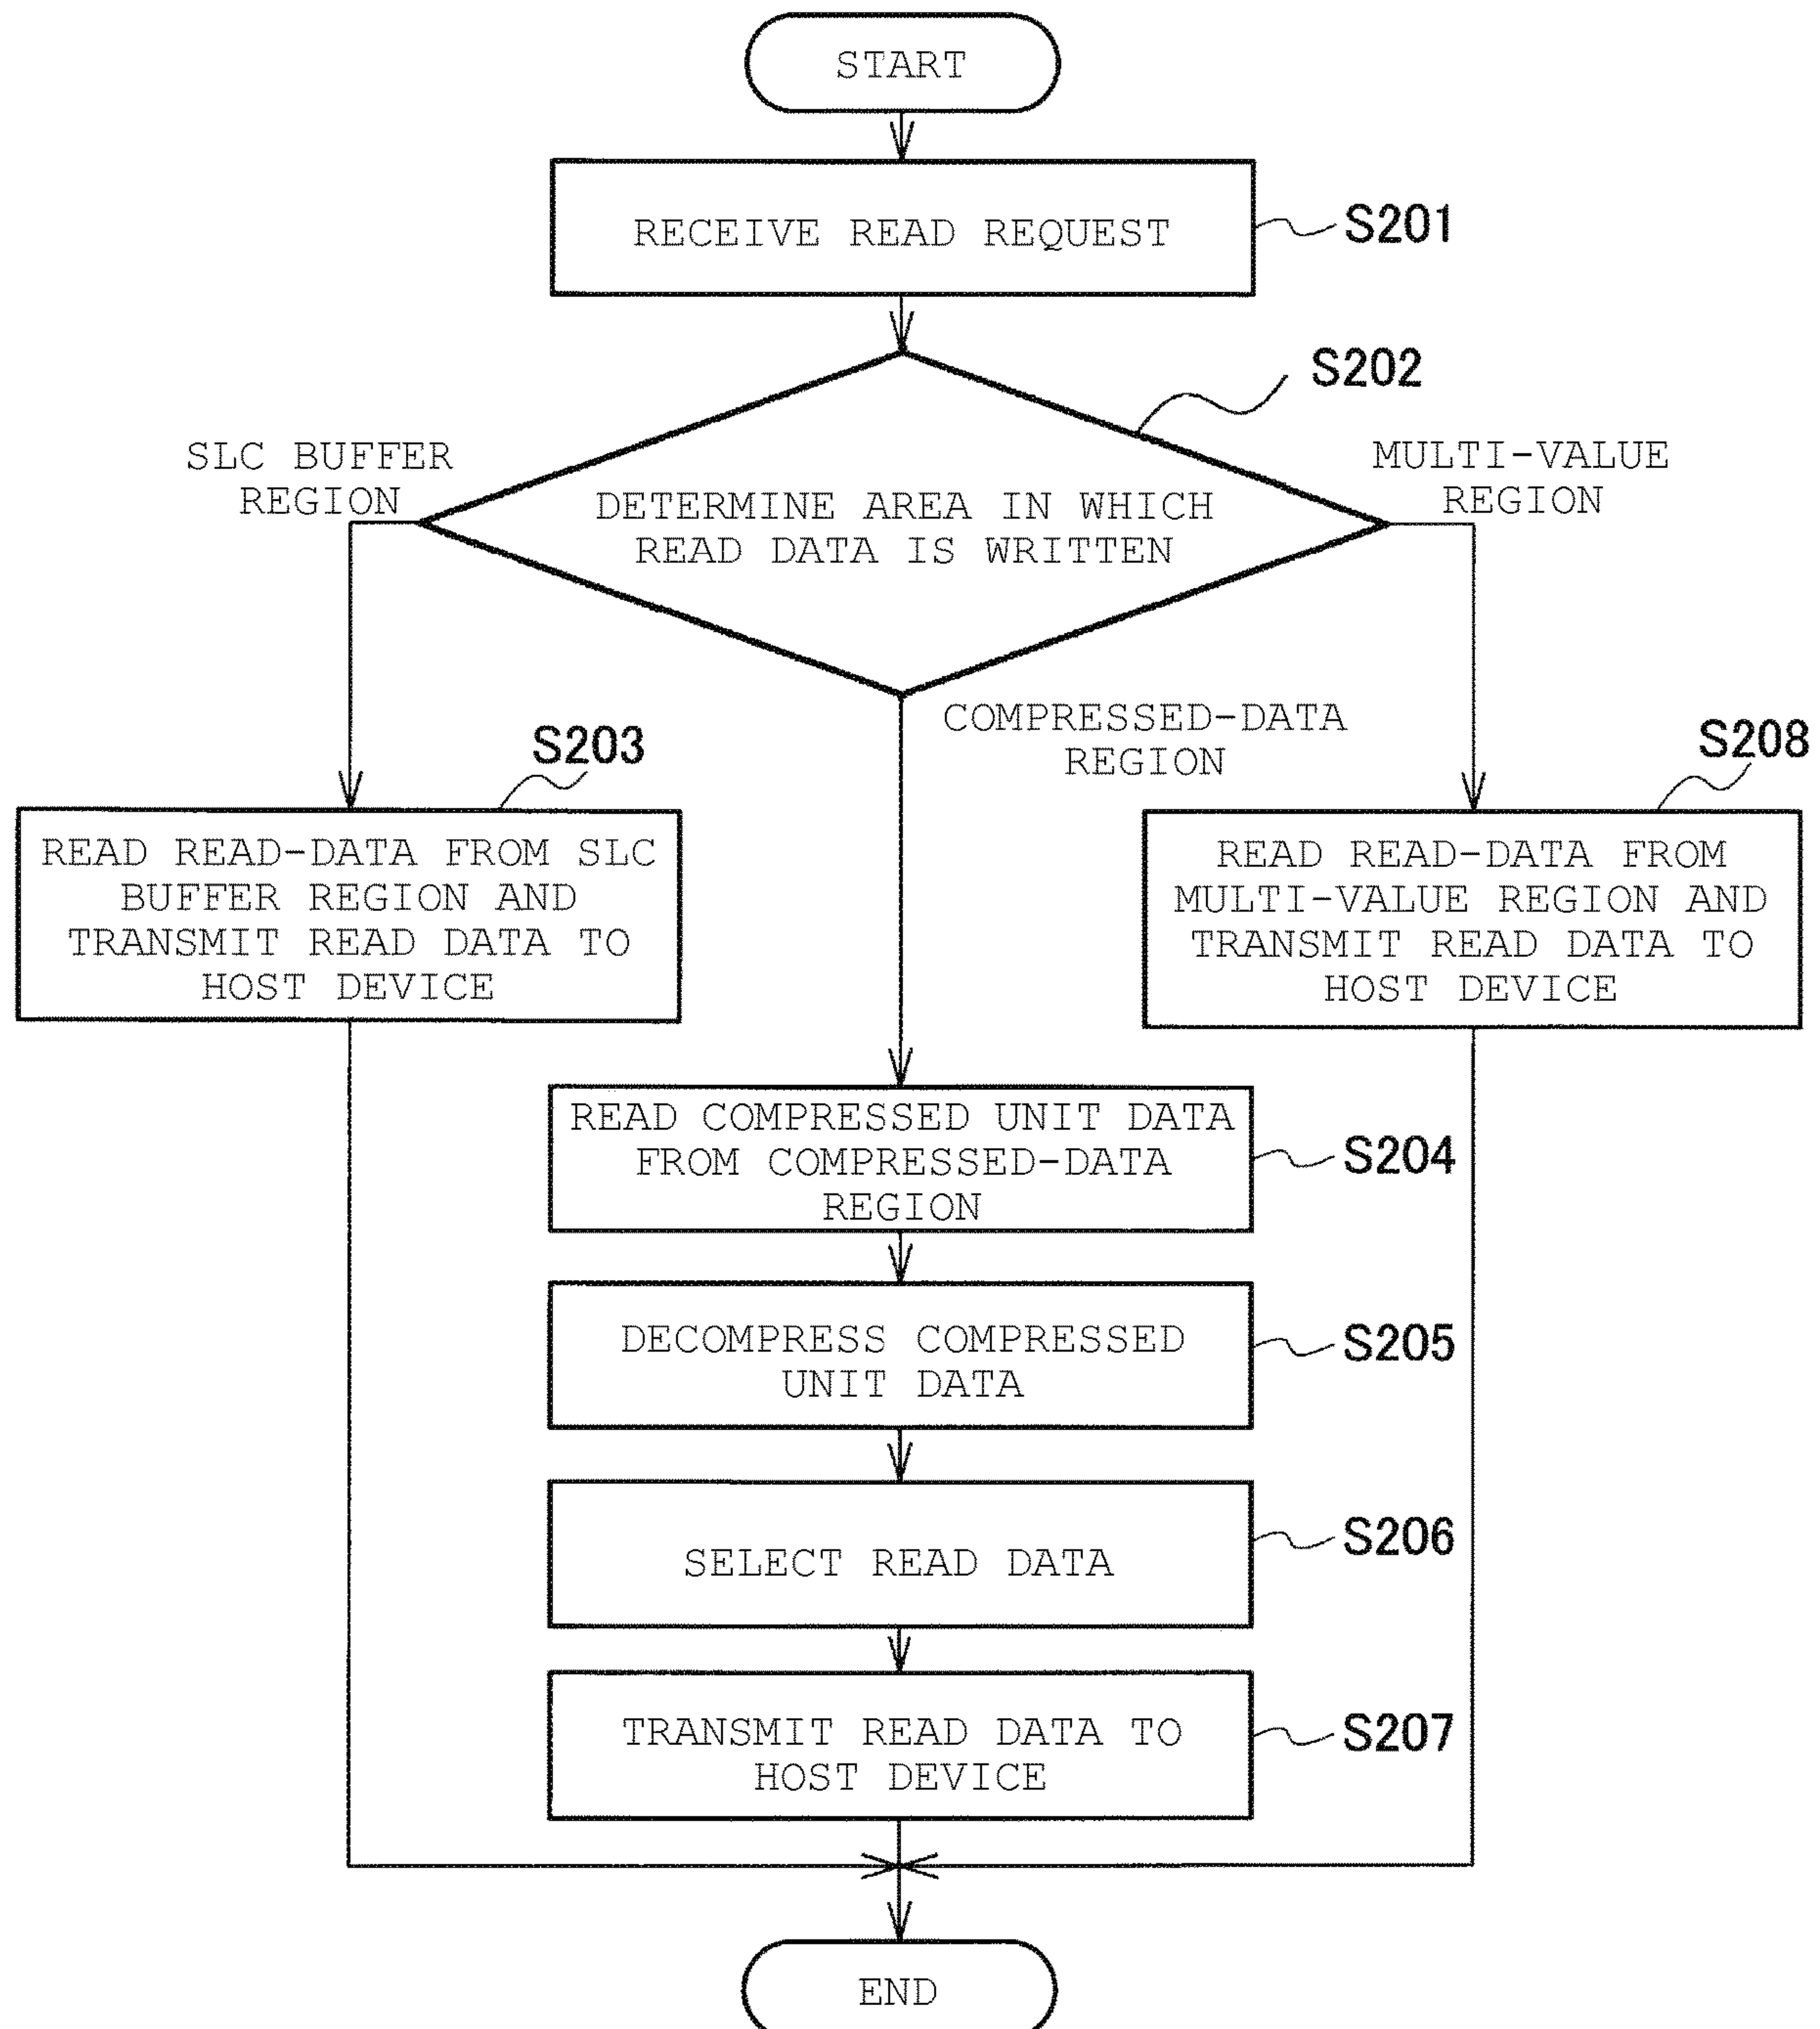 START
RECEIVE READ REQUEST
S201
S202
SLC BUFFER
REGION
DETERMINE AREA IN WHICH
READ DATA IS WRITTEN
MULTI-VALUE
REGION
COMPRESSED-DATA
REGION
S203
READ READ-DATA FROM SLC
BUFFER REGION AND
TRANSMIT READ DATA TO
HOST DEVICE
S208
READ READ-DATA FROM
MULTI-VALUE REGION AND
TRANSMIT READ DATA TO
HOST DEVICE
READ COMPRESSED UNIT DATA
FROM COMPRESSED-DATA
REGION
S204
DECOMPRESS COMPRESSED
UNIT DATA
S205
SELECT READ DATA
S206
TRANSMIT READ DATA TO
HOST DEVICE
S207
END